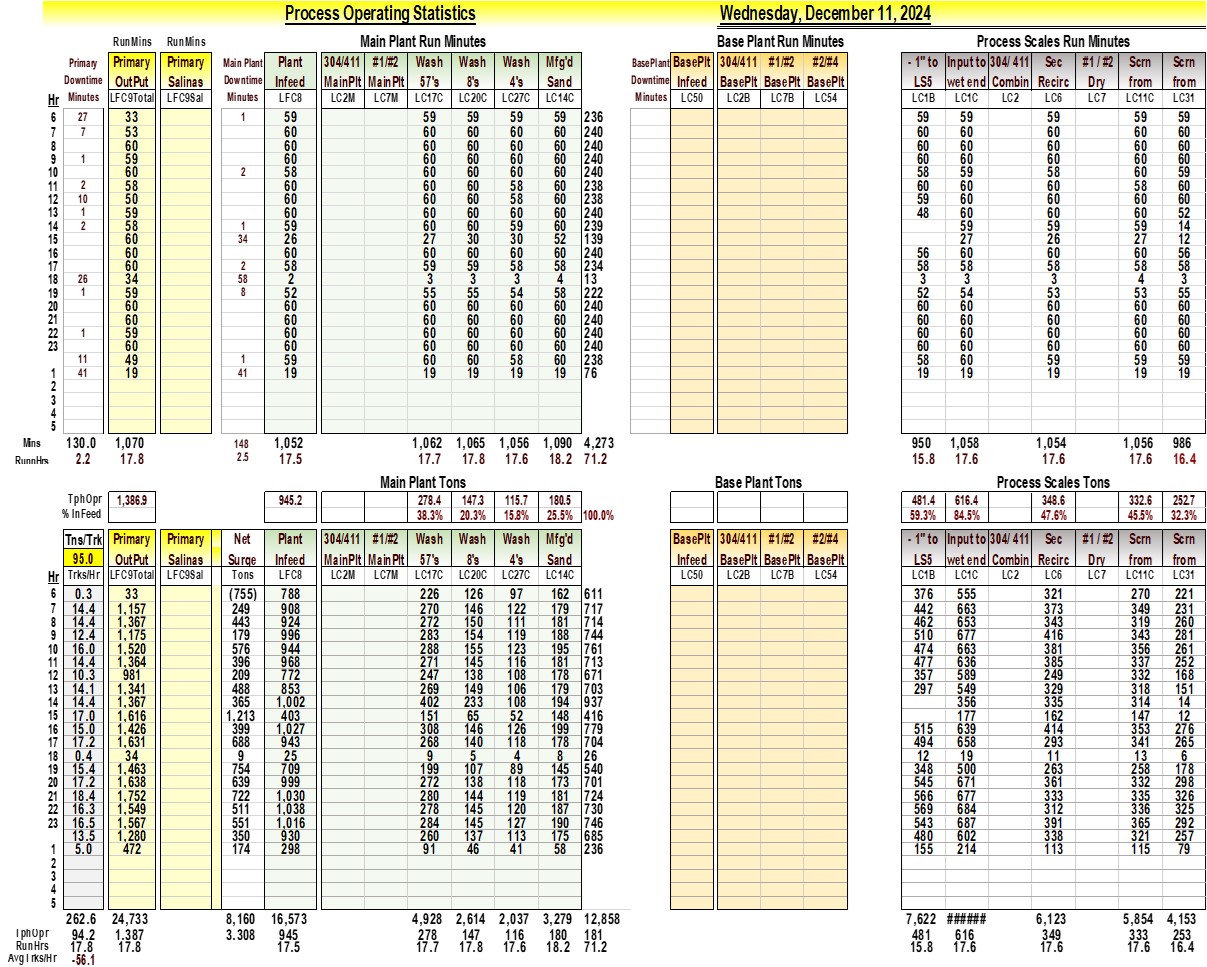 Process Operating Statistics Wednesday, December 11, 2024
RunMins RunMins Main Plant Run Minutes Base Plant Run Minutes Process Scales Run Minutes
Primary Primary Primary Main Plant Plant 304/411 #1/#2 Wash Wash Wash Mfg'd BasePlant BasePlt 304/411 #1/#2 #2/#4 - 1" to Input to 304/ 411 Sec #1 / #2 Scrn Scrn
Downtime OutPut Salinas Downtime Infeed MainPlt MainPlt 57's 8's 4's Sand Downtime Infeed BasePlt BasePlt BasePlt LS5 wet end Combin Recirc Dry from from
Hr Minutes LFC9Total LFC9Sal Minutes LFC8 LC2M LC7M LC17C LC20C LC27C LC14C Minutes LC50 LC2B LC7B LC54 LC1B LC1C LC2 LC6 LC7 LC11C LC31
6 27 33 1 59 59 59 59 59 236 59 59 59 59 59
7 7 53 60 60 60 60 60 240 60 60 60 60 60
8 60 60 60 60 60 60 240 60 60 60 60 60
9 1 59 60 60 60 60 60 240 60 60 60 60 60
10 60 2 58 60 60 60 60 240 58 59 58 60 59
11 2 58 60 60 60 58 60 238 60 60 60 58 60
12 10 50 60 60 60 58 60 238 59 60 60 60 60
13 1 59 60 60 60 60 60 240 48 60 60 60 52
14 2 58 1 59 60 60 59 60 239 59 59 59 14
15 60 34 26 27 30 30 52 139 27 26 27 12
16 60 60 60 60 60 60 240 56 60 60 60 56
17 60 2 58 59 59 58 58 234 58 58 58 58 58
18 26 34 58 2 3 3 3 4 13 3 3 3 4 3
19 1 59 8 52 55 55 54 58 222 52 54 53 53 55
20 60 60 60 60 60 60 240 60 60 60 60 60
21 60 60 60 60 60 60 240 60 60 60 60 60
22 1 59 60 60 60 60 60 240 60 60 60 60 60
23 60 60 60 60 60 60 240 60 60 60 60 60
11 49 1 59 60 60 58 60 238 58 60 60 59 59
1 41 19 41 19 19 19 19 19 76 19 19 19 19 19
2
3
4
5
Mins 130.0 1,070 148 1,052 1,062 1,065 1,056 1,090 4,273 950 1,058 1,054 1,056 986
RunnHrs 2.2 17.8 2.5 17.5 17.7 17.8 17.6 18.2 71.2 15.8 17.6 17.6 17.6 16.4
Main Plant Tons Base Plant Tons Process Scales Tons
TphOpr 1,386.9 945.2 278.4 147.3 115.7 180.5 481.4 616.4 348.6 332.6 252.7
% InFeed 38.3% 20.3% 15.8% 25.5% 100.0% 59.3% 84.5% 47.6% 45.5% 32.3%
Tns/Trk Primary Primary Net Plant 304/411 #1/#2 Wash Wash Wash Mfg'd BasePlt 304/411 #1/#2 #2/#4 - 1" to Input to 304/ 411 Sec #1 / #2 Scrn Scrn
95.0 OutPut Salinas Surge Infeed MainPlt MainPlt 57's 8's 4's Sand Infeed BasePlt BasePlt BasePlt LS5 wet end Combin Recirc Dry from from
Hr Trks/Hr LFC9Total LFC9Sal Tons LFC8 LC2M LC7M LC17C LC20C LC27C LC14C LC50 LC2B LC7B LC54 LC1B LC1C LC2 LC6 LC7 LC11C LC31
6 0.3 33 (755) 788 226 126 97 162 611 376 555 321 270 221
7 14.4 1,157 249 908 270 146 122 179 717 442 663 373 349 231
8 14.4 1,367 443 924 272 150 111 181 714 462 653 343 319 260
9 12.4 1,175 179 996 283 154 119 188 744 510 677 416 343 281
10 16.0 1,520 576 944 288 155 123 195 761 474 663 381 356 261
11 14.4 1,364 396 968 271 145 116 181 713 477 636 385 337 252
12 10.3 981 209 772 247 138 108 178 671 357 589 249 332 168
13 14.1 1,341 488 853 269 149 106 179 703 297 549 329 318 151
14 14.4 1,367 365 1,002 402 233 108 194 937 356 335 314 14
15 17.0 1,616 1,213 403 151 65 52 148 416 177 162 147 12
16 15.0 1,426 399 1,027 308 146 126 199 779 515 639 414 353 276
17 17.2 1,631 688 943 268 140 118 178 704 494 658 293 341 265
18 0.4 34 9 25 9 5 4 8 26 12 19 11 13 6
19 15.4 1,463 754 709 199 107 89 145 540 348 500 263 258 178
20 17.2 1,638 639 999 272 138 118 173 701 545 671 361 332 298
21 18.4 1,752 722 1,030 280 144 119 181 724 566 677 333 335 326
22 16.3 1,549 511 1,038 278 145 120 187 730 569 684 312 336 325
23 16.5 1,567 551 1,016 284 145 127 190 746 543 687 391 365 292
13.5 1,280 350 930 260 137 113 175 685 480 602 338 321 257
1 5.0 472 174 298 91 46 41 58 236 155 214 113 115 79
2
3
4
5
262.6 24,733 8,160 16,573 4,928 2,614 2,037 3,279 12,858 7,622 ###### 6,123 5,854 4,153
TphOpr 94.2 1,387 3,308 945 278 147 116 180 181 481 616 349 333 253
RunHrs 17.8 17.8 17.5 17.7 17.8 17.6 18.2 71.2 15.8 17.6 17.6 17.6 16.4
AvgTrks/Hr -56.1